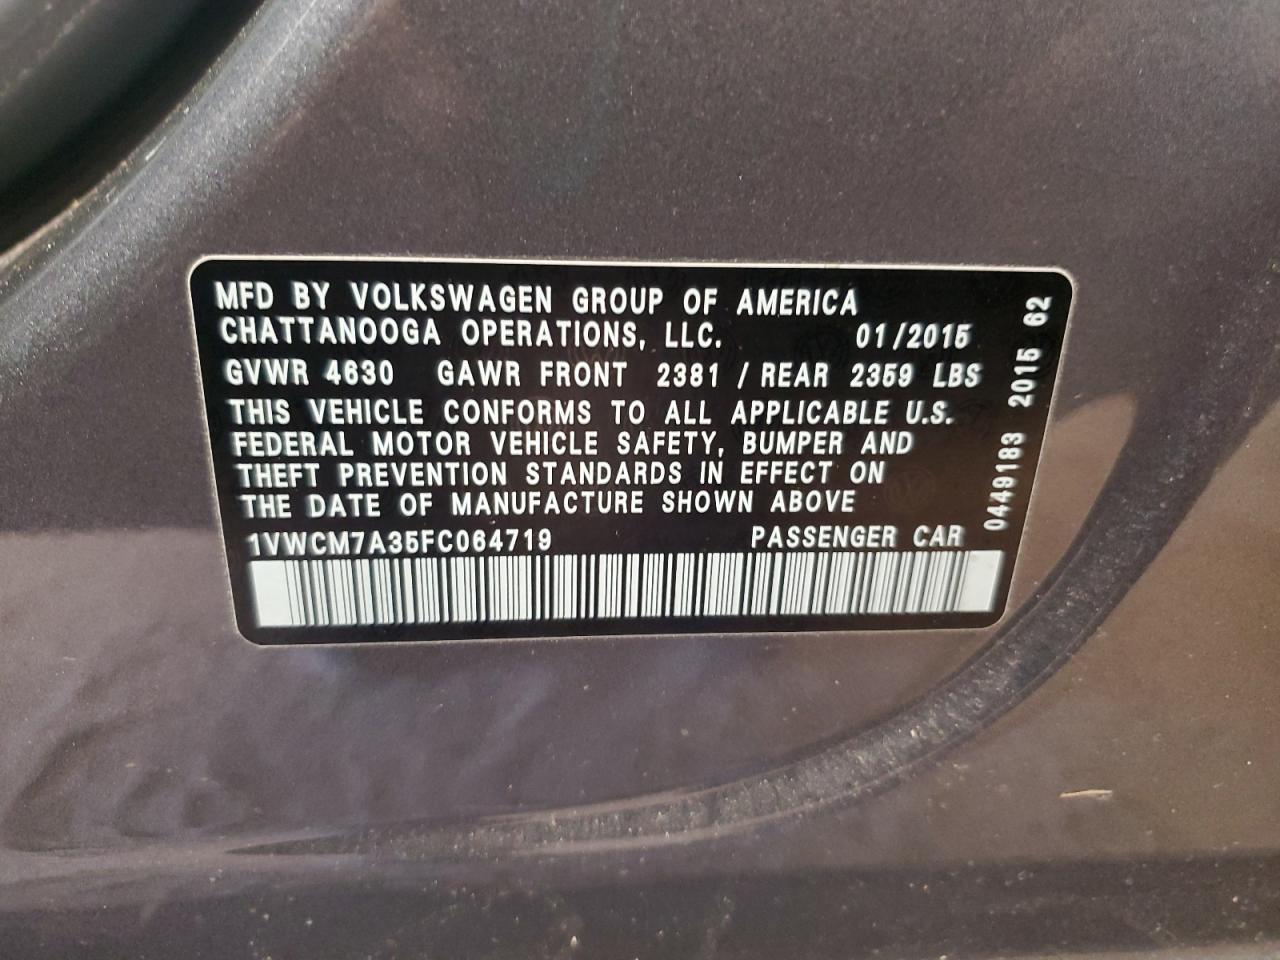 MFD BY VOLKSWAGEN GROUP OF AMERICA
CHATTANOOGA OPERATIONS, LLC. 01/2015
GVWR 4630 GAWR FRONT 2381 / REAR 2359 LBS
THIS VEHICLE CONFORMS TO ALL APPLICABLE U.S.
FEDERAL MOTOR VEHICLE SAFETY, BUMPER AND
THEFT PREVENTION STANDARDS IN EFFECT ON
THE DATE OF MANUFACTURE SHOWN ABOVE
1VWCM7A35FC064719 PASSENGER CAR
0449183 2015 62